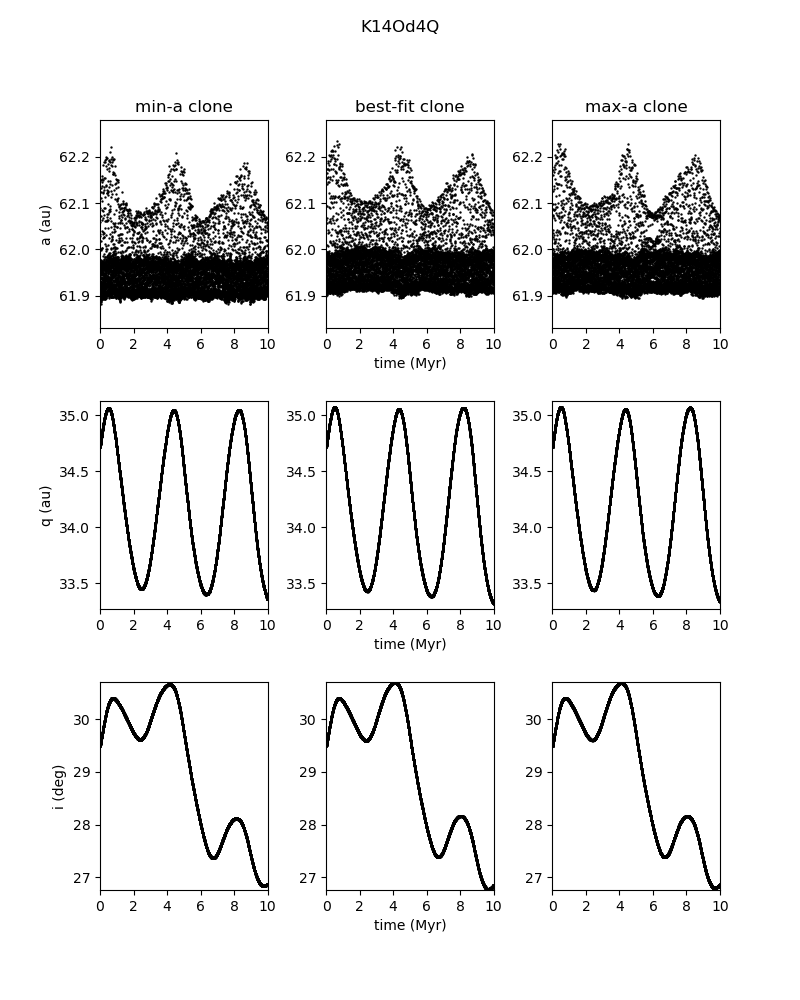 K14Od4Q
min-a clone best-fit clone max-a clone
62.2 62.2 62.2
62.1 62.1 62.1
a (au)
62.0 62.0 62.0
61.9 61.9 61.9
0 2 4 6 8 10 0 2 4 6 8 10 0 2 4 6 8 10
time (Myr) time (Myr) time (Myr)
35.0 35.0 35.0
34.5 34.5 34.5
q (au)
34.0 34.0 34.0
33.5 33.5 33.5
0 2 4 6 8 10 0 2 4 6 8 10 0 2 4 6 8 10
time (Myr) time (Myr)
30 30 30
29 29 29
i (deg)
28 28 28
27 27 27
0 2 4 6 8 10 0 2 4 6 8 10 0 2 4 6 8 10
time (Myr)